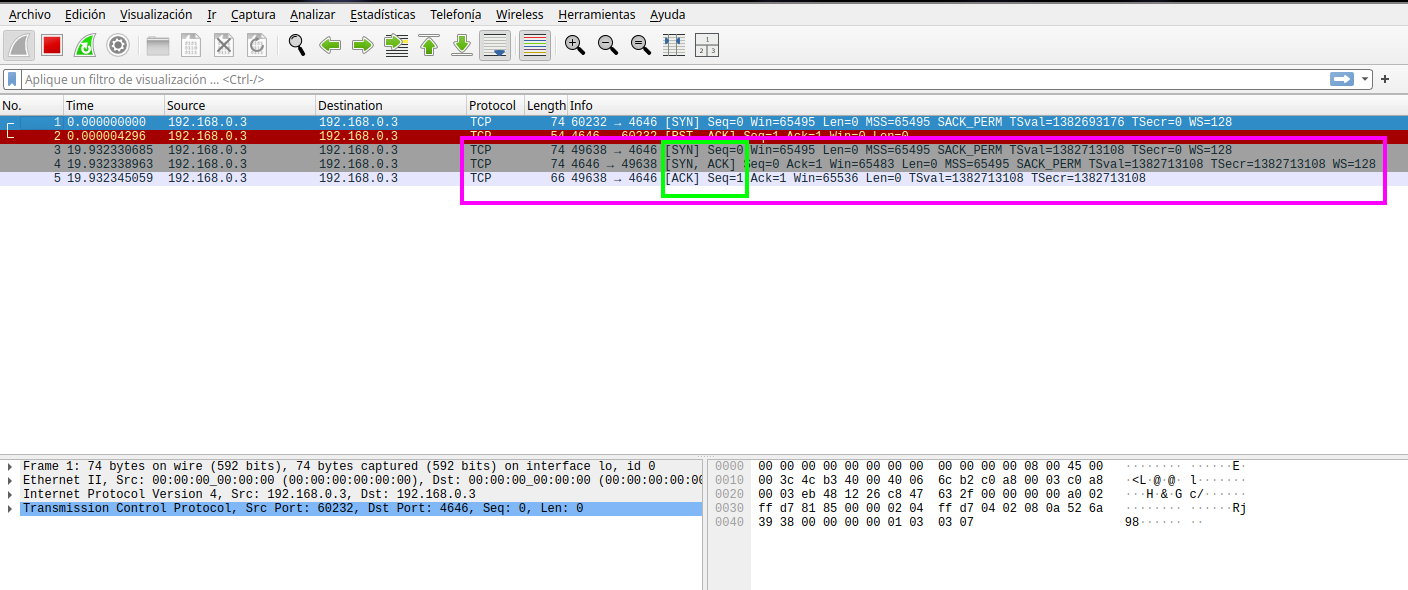 Archivo Edición Visualización Ir Captura Analizar Estadísticas Telefonía Wireless Herramientas Ayuda
Aplique un filtro de visualización ... <Ctrl-/>
No. Time Source Destination Protocol Length Info
1 0.000000000 192.168.0.3 192.168.0.3 TCP 74 60232 → 4646 [SYN] Seq=0 Win=65495 Len=0 MSS=65495 SACK_PERM TSval=1382693176 TSecr=0 WS=128
2 0.000004296 192.168.0.3 192.168.0.3 TCP 54 4646 → 60232 [RST, ACK] Seq=1 Ack=1 Win=0 Len=0
3 19.932330685 192.168.0.3 192.168.0.3 TCP 74 49638 → 4646 [SYN] Seq=0 Win=65495 Len=0 MSS=65495 SACK_PERM TSval=1382713108 TSecr=0 WS=128
4 19.932338963 192.168.0.3 192.168.0.3 TCP 74 4646 → 49638 [SYN, ACK] Seq=0 Ack=1 Win=65483 Len=0 MSS=65495 SACK_PERM TSval=1382713108 TSecr=1382713108 WS=128
5 19.932345059 192.168.0.3 192.168.0.3 TCP 66 49638 → 4646 [ACK] Seq=1 Ack=1 Win=65536 Len=0 TSval=1382713108 TSecr=1382713108
Frame 1: 74 bytes on wire (592 bits), 74 bytes captured (592 bits) on interface lo, id 0
Ethernet II, Src: 00:00:00_00:00:00 (00:00:00:00:00:00), Dst: 00:00:00_00:00:00 (00:00:00:00:00:00
Internet Protocol Version 4, Src: 192.168.0.3, Dst: 192.168.0.3
Transmission Control Protocol, Src Port: 60232, Dst Port: 4646, Seq: 0, Len: 0
0000 00 00 00 00 00 00 00 00 00 00 00 00 08 00 45 00 ········ ······E·
0010 00 3c 4c b3 40 00 40 06 6c b2 c0 a8 00 03 c0 a8 ·<L·@·@· l·······
0020 00 03 eb 48 12 26 c8 47 63 2f 00 00 00 00 a0 02 ···H·&·G c/······
0030 ff d7 81 85 00 00 02 04 ff d7 04 02 08 0a 52 6a ········ ······Rj
0040 39 38 00 00 00 00 01 03 03 07 98······ ··